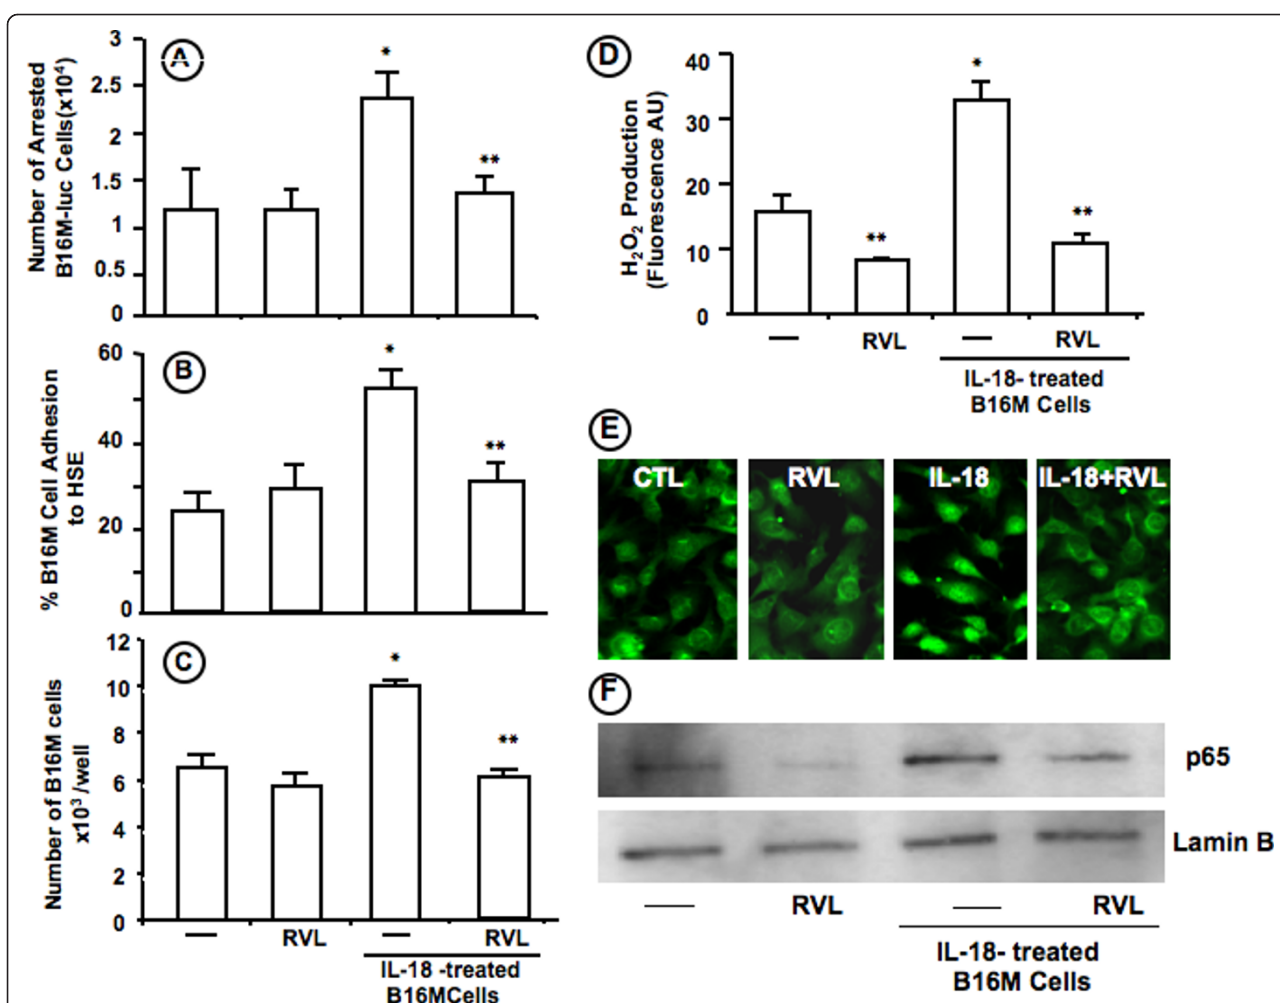 A
Number of Arrested
B16M-luc Cells(x10⁴)
3
2.5
2
1.5
1
0.5
0
*
**
B
% B16M Cell Adhesion
to HSE
60
40
20
0
*
**
C
Number of B16M cells
x10³ /well
12
10
8
6
4
2
0
*
**
— RVL — RVL
IL-18 -treated
B16MCells
D
H₂O₂ Production
(Fluorescence AU)
40
30
20
10
0
**
*
**
— RVL — RVL
IL-18- treated
B16M Cells
E
CTL RVL IL-18 IL-18+RVL
F
p65
Lamin B
— RVL — RVL
IL-18- treated
B16M Cells